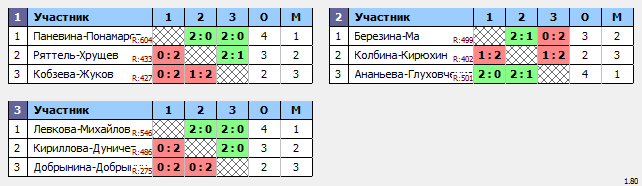 1 Участник 1 2 3 О М
1 Паневина-Понамар R:604 2:0 2:0 4 1
2 Ряттель-Хрущев R:433 0:2 2:1 3 2
3 Кобзева-Жуков R:427 0:2 1:2 2 3
2 Участник 1 2 3 О М
1 Березина-Ма R:499 2:1 0:2 3 2
2 Колбина-Кирюхин R:402 1:2 1:2 2 3
3 Ананьева-Глуховч R:501 2:0 2:1 4 1
3 Участник 1 2 3 О М
1 Левкова-Михайлов R:546 2:0 2:0 4 1
2 Кириллова-Дуничев R:486 0:2 2:0 3 2
3 Добрынина-Добры R:275 0:2 0:2 2 3
1.80